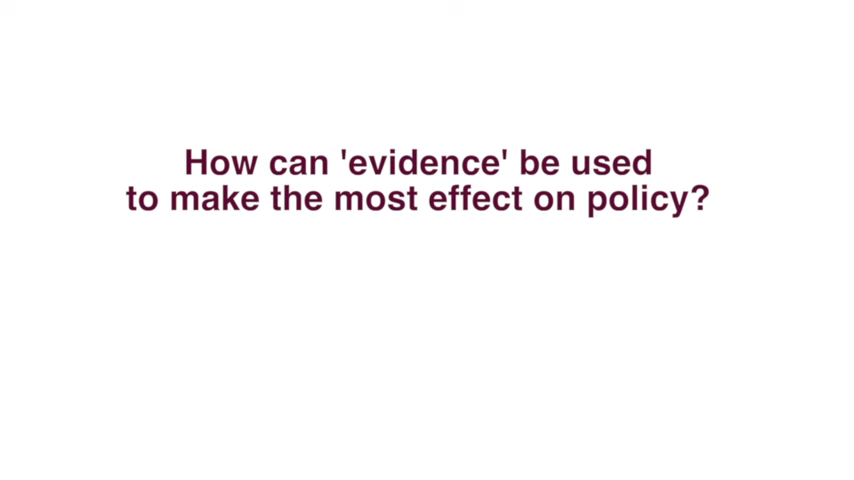 How can 'evidence' be used
to make the most effect on policy?